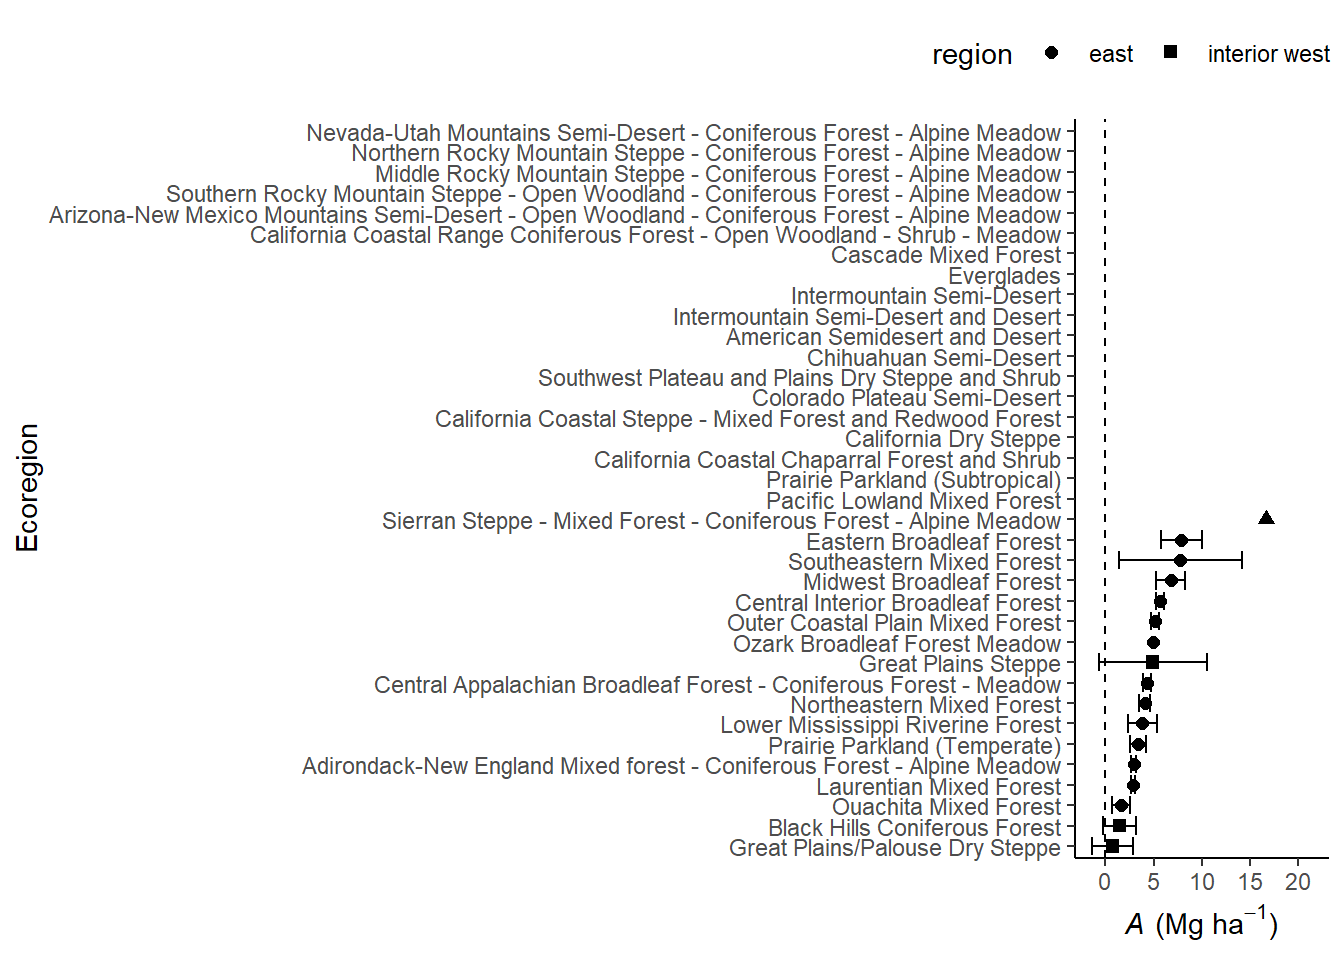 region east interior west
Nevada-Utah Mountains Semi-Desert - Coniferous Forest - Alpine Meadow
Northern Rocky Mountain Steppe - Coniferous Forest - Alpine Meadow
Middle Rocky Mountain Steppe - Coniferous Forest - Alpine Meadow
Southern Rocky Mountain Steppe - Open Woodland - Coniferous Forest - Alpine Meadow
Arizona-New Mexico Mountains Semi-Desert - Open Woodland - Coniferous Forest - Alpine Meadow
California Coastal Range Coniferous Forest - Open Woodland - Shrub - Meadow
Cascade Mixed Forest
Everglades
Intermountain Semi-Desert
Intermountain Semi-Desert and Desert
American Semidesert and Desert
Chihuahuan Semi-Desert
Southwest Plateau and Plains Dry Steppe and Shrub
Colorado Plateau Semi-Desert
California Coastal Steppe - Mixed Forest and Redwood Forest
California Dry Steppe
California Coastal Chaparral Forest and Shrub
Prairie Parkland (Subtropical)
Pacific Lowland Mixed Forest
Sierran Steppe - Mixed Forest - Coniferous Forest - Alpine Meadow
Eastern Broadleaf Forest
Southeastern Mixed Forest
Midwest Broadleaf Forest
Central Interior Broadleaf Forest
Outer Coastal Plain Mixed Forest
Ozark Broadleaf Forest Meadow
Great Plains Steppe
Central Appalachian Broadleaf Forest - Coniferous Forest - Meadow
Northeastern Mixed Forest
Lower Mississippi Riverine Forest
Prairie Parkland (Temperate)
Adirondack-New England Mixed forest - Coniferous Forest - Alpine Meadow
Laurentian Mixed Forest
Ouachita Mixed Forest
Black Hills Coniferous Forest
Great Plains/Palouse Dry Steppe
Ecoregion
0 5 10 15 20
A (Mg ha⁻¹)